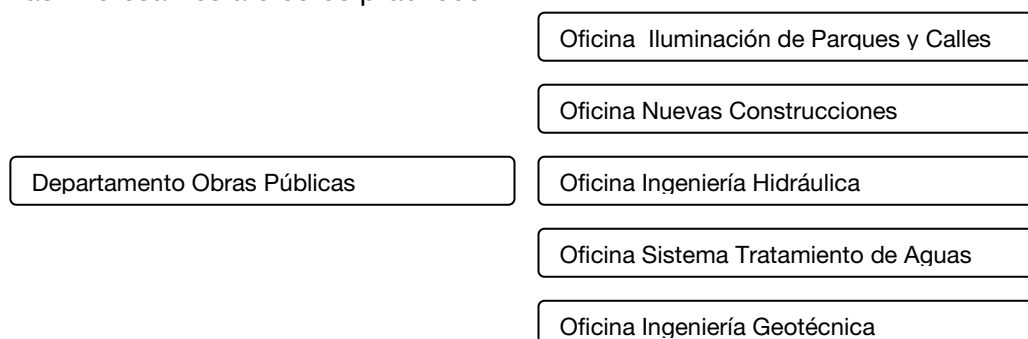 Oficina Iluminación de Parques y Calles
Oficina Nuevas Construcciones
Departamento Obras Públicas
Oficina Ingeniería Hidráulica
Oficina Sistema Tratamiento de Aguas
Oficina Ingeniería Geotécnica